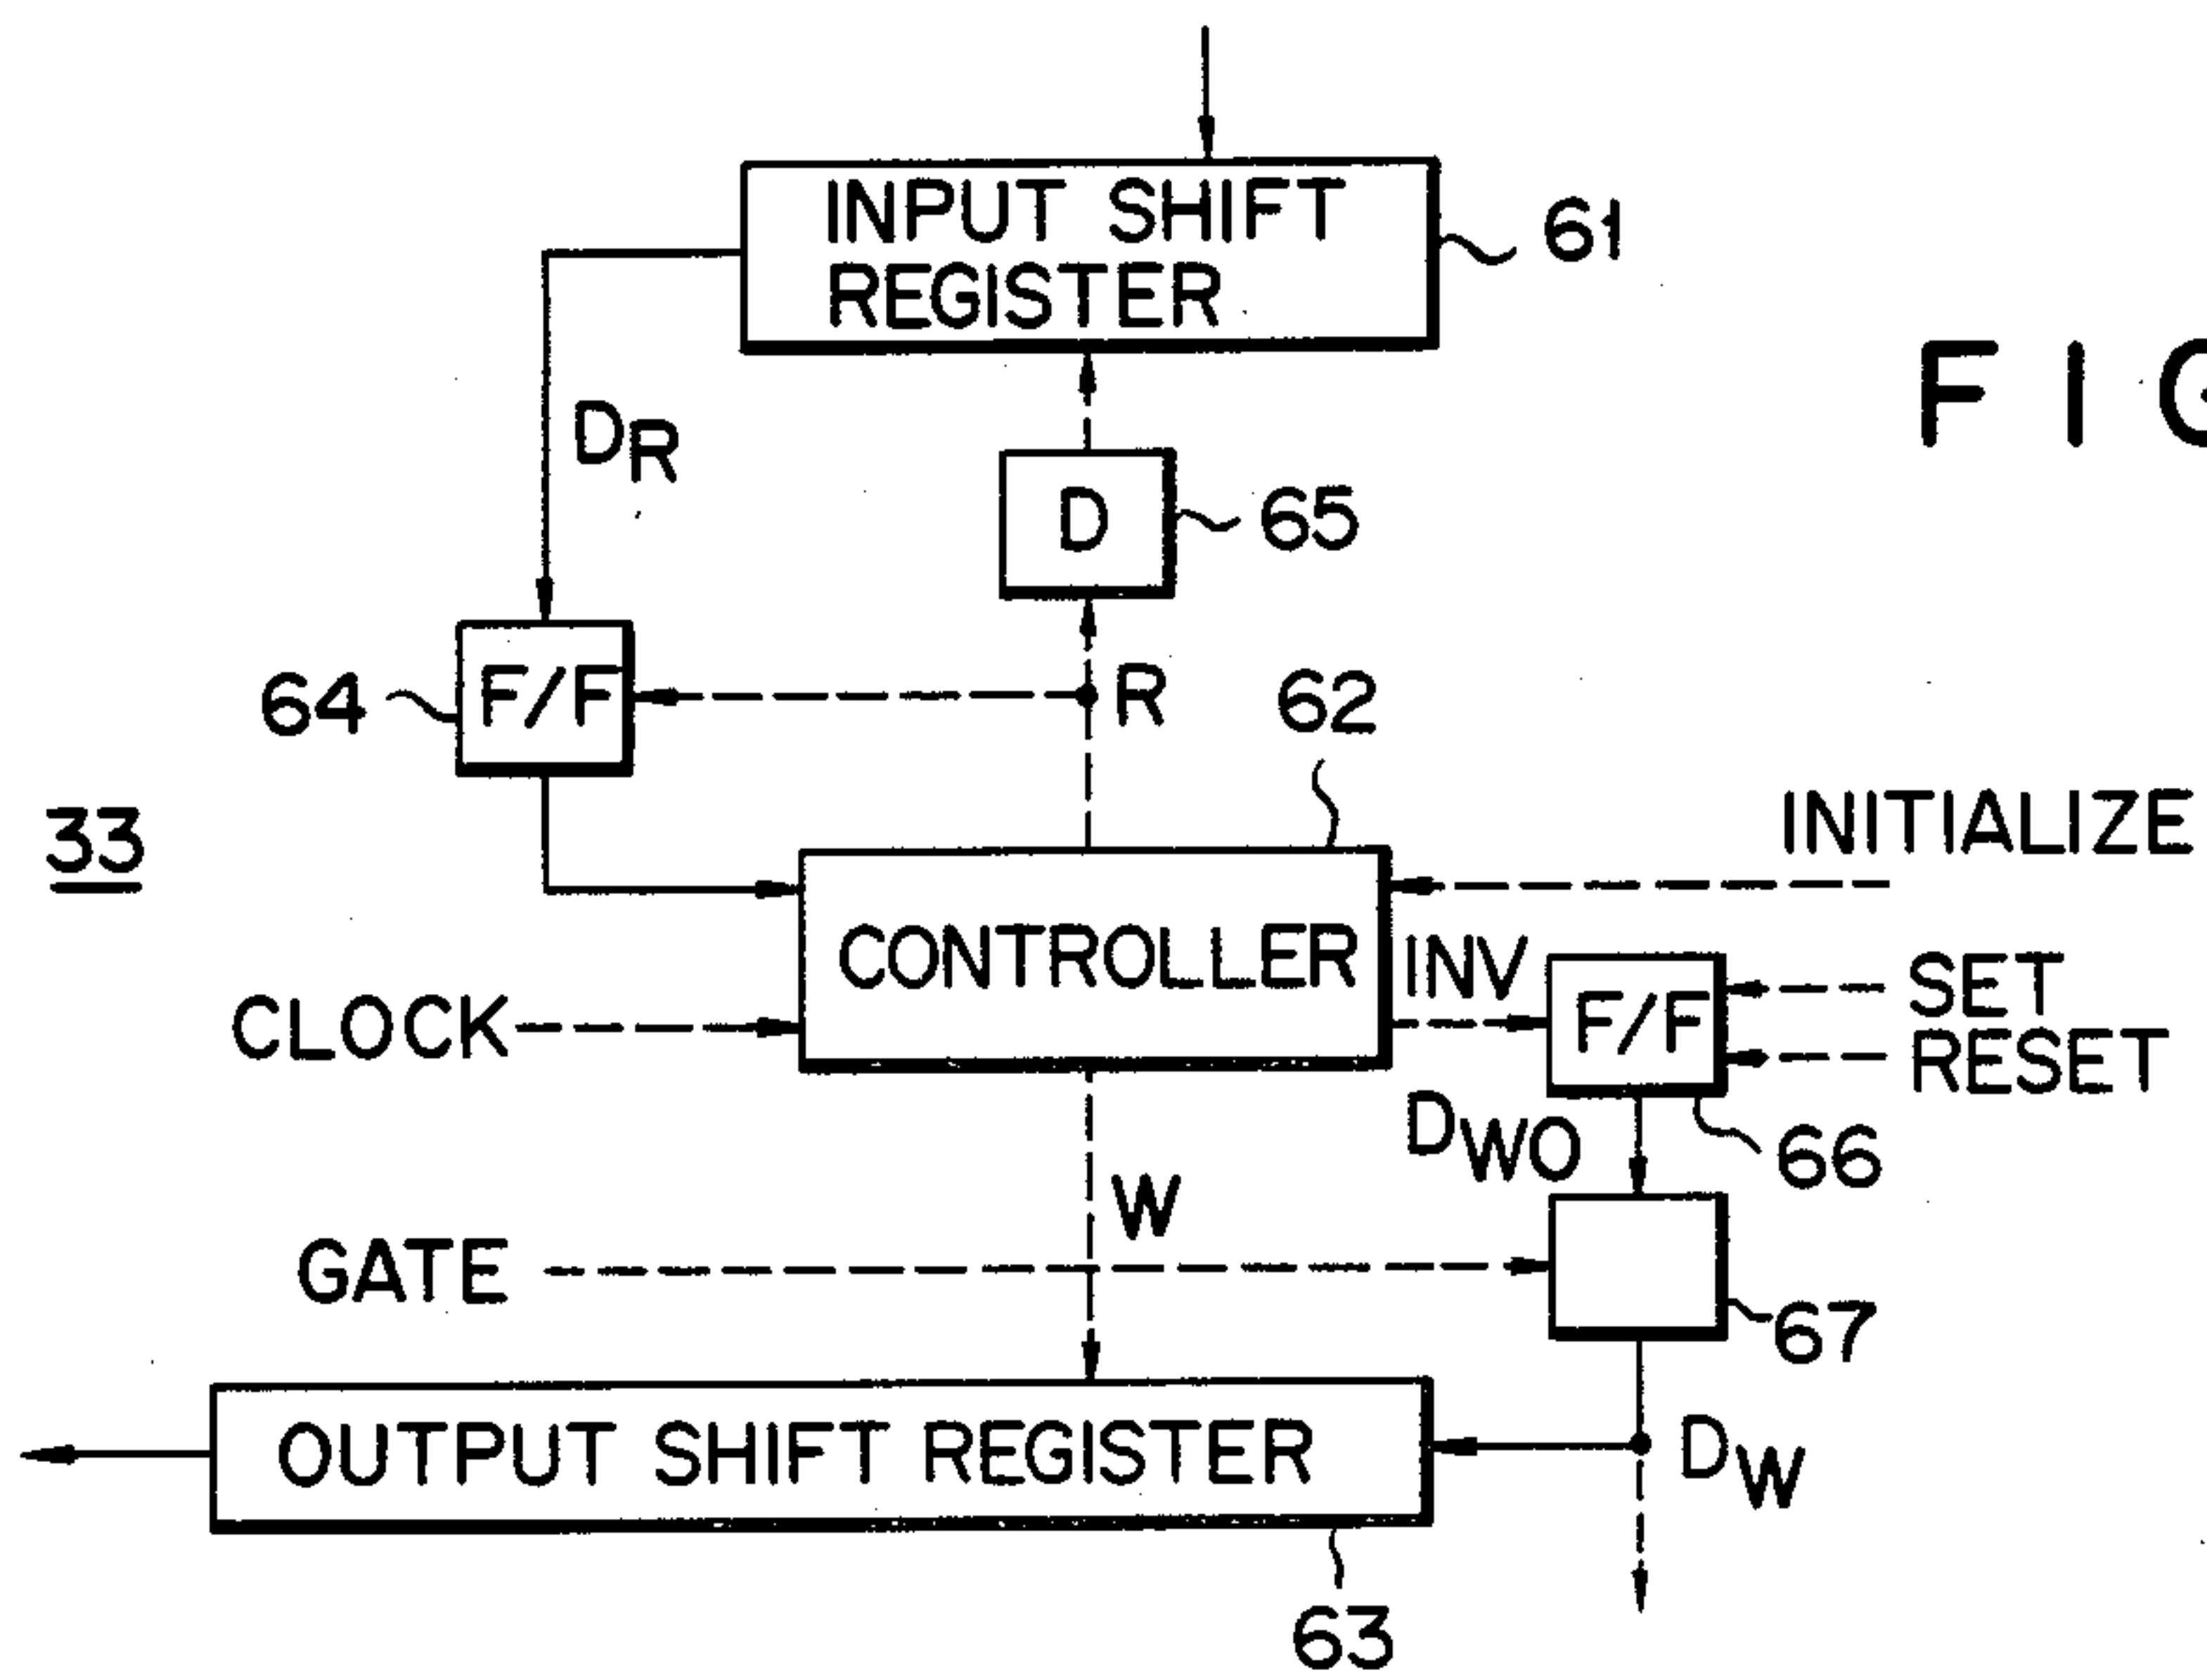 INPUT SHIFT
REGISTER
61
F I G
DR
D
65
64
F/F
R
62
33
INITIALIZE
CONTROLLER
INV
SET
CLOCK
F/F
RESET
DWO
66
W
GATE
67
OUTPUT SHIFT REGISTER
DW
63